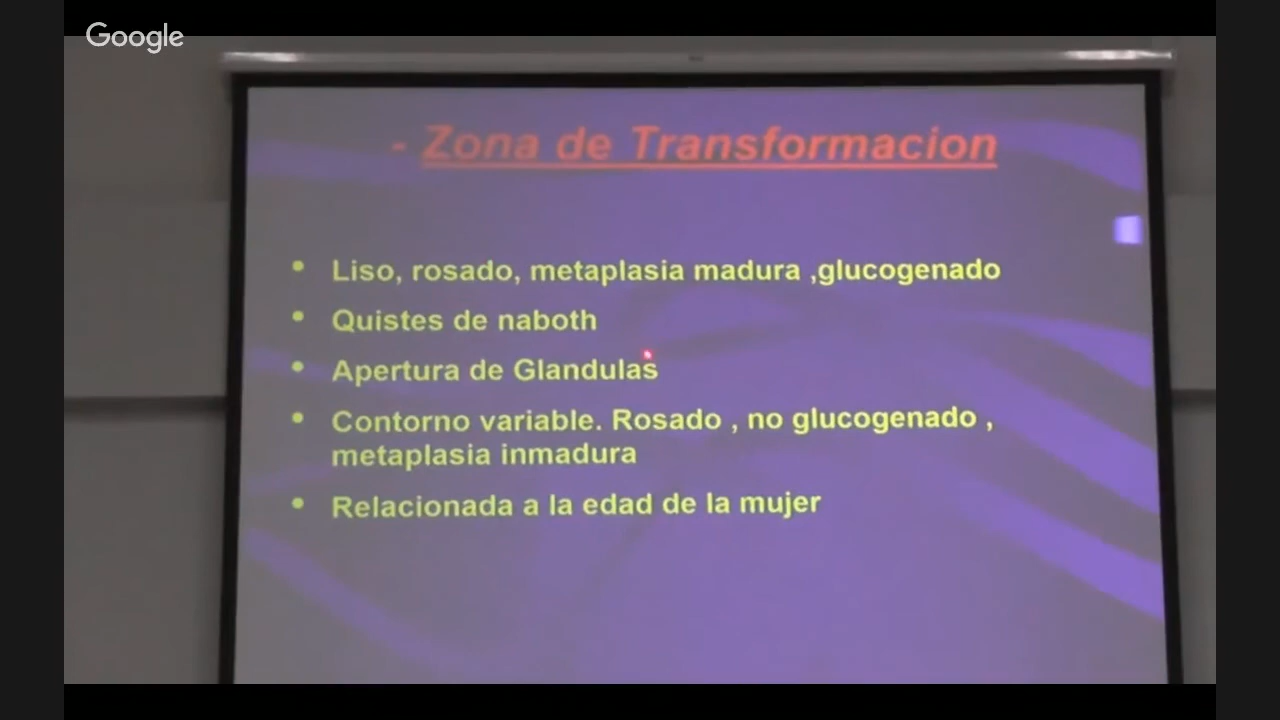 Google
- Zona de Transformacion
• Liso, rosado, metaplasia madura ,glucogenado
• Quistes de naboth
• Apertura de Glandulas
• Contorno variable. Rosado , no glucogenado ,
metaplasia inmadura
• Relacionada a la edad de la mujer